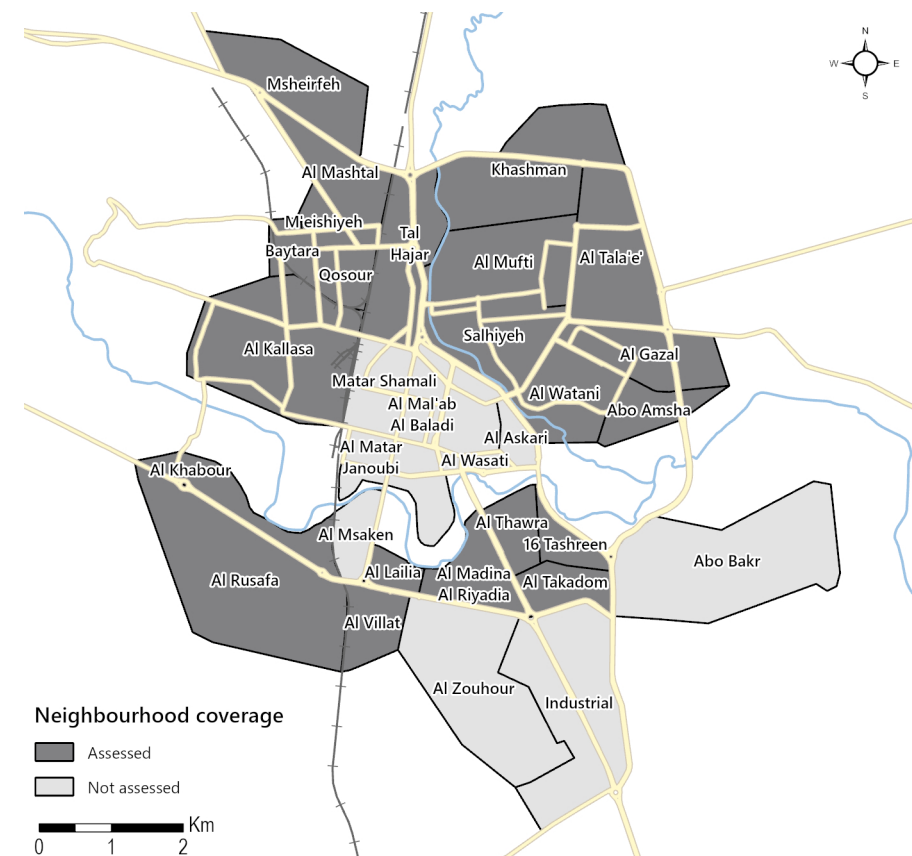 N
W E
S
Msheirfeh
Al Mashtal
Khashman
M'eishiyeh
Tal
Hajar
Baytara
Al Mufti
Al Tala'e'
Qosour
Salhiyeh
Al Kallasa
Al Gazal
Matar Shamali
Al Watani
Al Mal'ab
Al Baladi
Abo Amsha
Al Askari
Al Matar
Janoubi
Al Wasati
Al Khabour
Al Thawra
Al Msaken
16 Tashreen
Abo Bakr
Al Rusafa
Al Lailia
Al Madina
Al Riyadia
Al Takadom
Al Villat
Al Zouhour
Industrial
Neighbourhood coverage
Assessed
Not assessed
Km
0 1 2